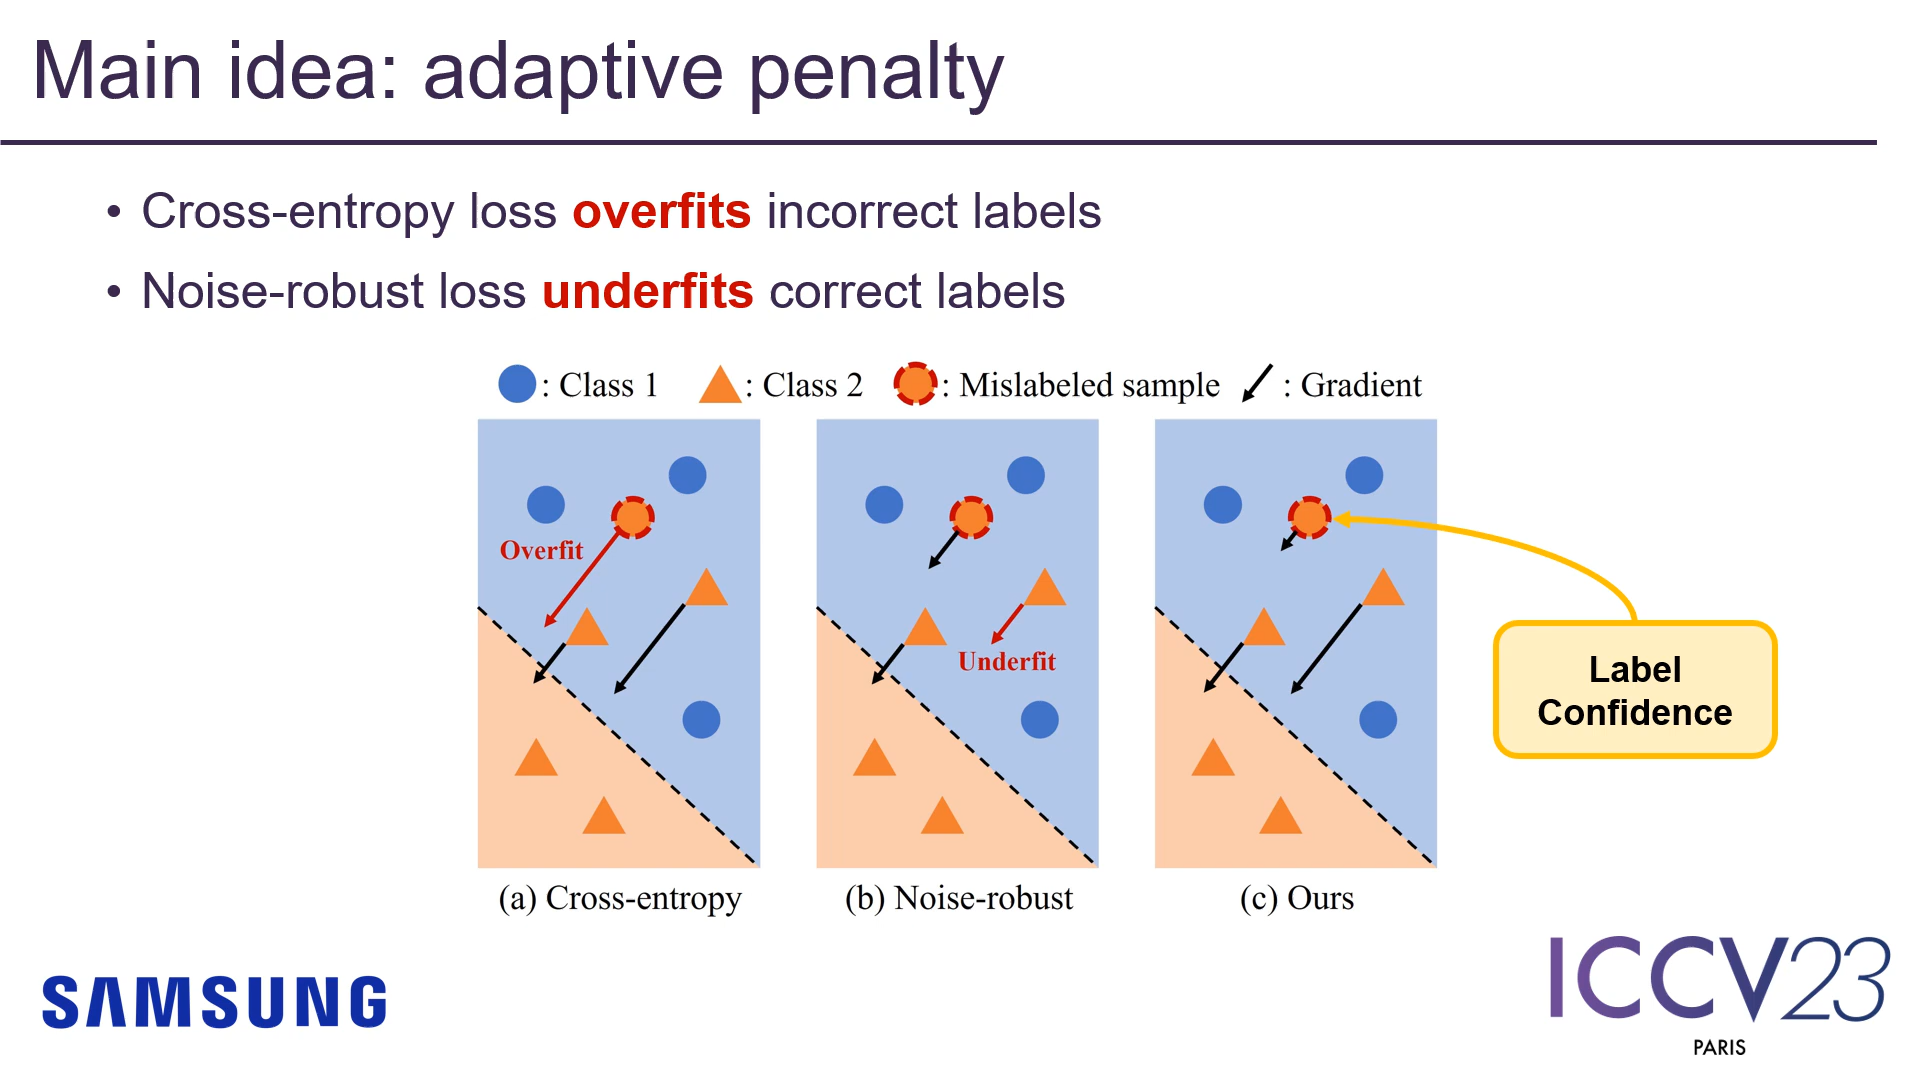 Main idea: adaptive penalty
• Cross-entropy loss overfits incorrect labels
• Noise-robust loss underfits correct labels
: Class 1 : Class 2 : Mislabeled sample : Gradient
Overfit
Underfit
Label
Confidence
(a) Cross-entropy (b) Noise-robust (c) Ours
SAMSUNG
ICCV23
PARIS